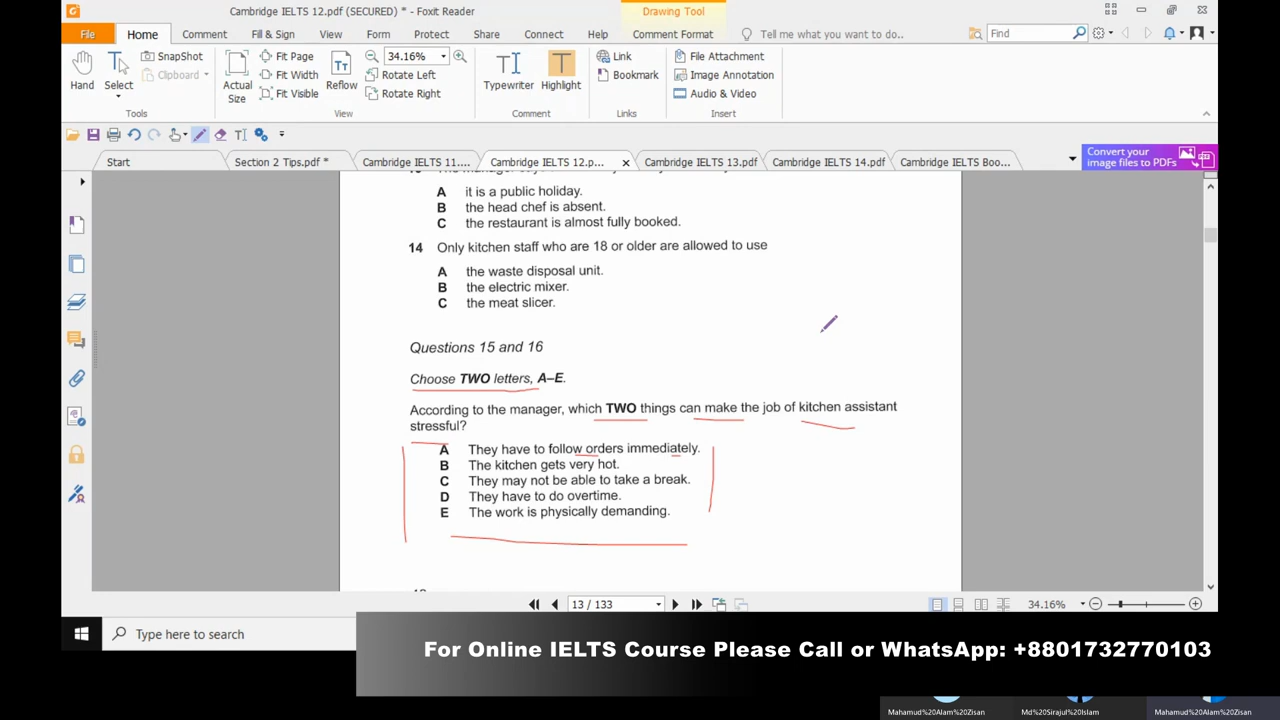 Cambridge IELTS 12.pdf (SECURED) * - Foxit Reader
Drawing Tool
File Home Comment Fill & Sign View Form Protect Share Connect Help Comment Format Tell me what you want to do... Find
Hand
Select
SnapShot
Clipboard
Tools
Actual Size
Fit Page
Fit Width
Fit Visible
Reflow
34.16%
Rotate Left
Rotate Right
View
Typewriter
Highlight
Comment
Link
Bookmark
Links
File Attachment
Image Annotation
Audio & Video
Insert
Start Section 2 Tips.pdf * Cambridge IELTS 11.... Cambridge IELTS 12.p... Cambridge IELTS 13.pdf Cambridge IELTS 14.pdf Cambridge IELTS Boo...
Convert your
image files to PDFs
A it is a public holiday.
B the head chef is absent.
C the restaurant is almost fully booked.
14 Only kitchen staff who are 18 or older are allowed to use
A the waste disposal unit.
B the electric mixer.
C the meat slicer.
Questions 15 and 16
Choose TWO letters, A–E.
According to the manager, which TWO things can make the job of kitchen assistant
stressful?
A They have to follow orders immediately.
B The kitchen gets very hot.
C They may not be able to take a break.
D They have to do overtime.
E The work is physically demanding.
13 / 133
34.16%
Type here to search
For Online IELTS Course Please Call or WhatsApp: +8801732770103
Mahamud%20Alam%20Zisan Md%20Sirajul%20Islam Mahamud%20Alam%20Zisan